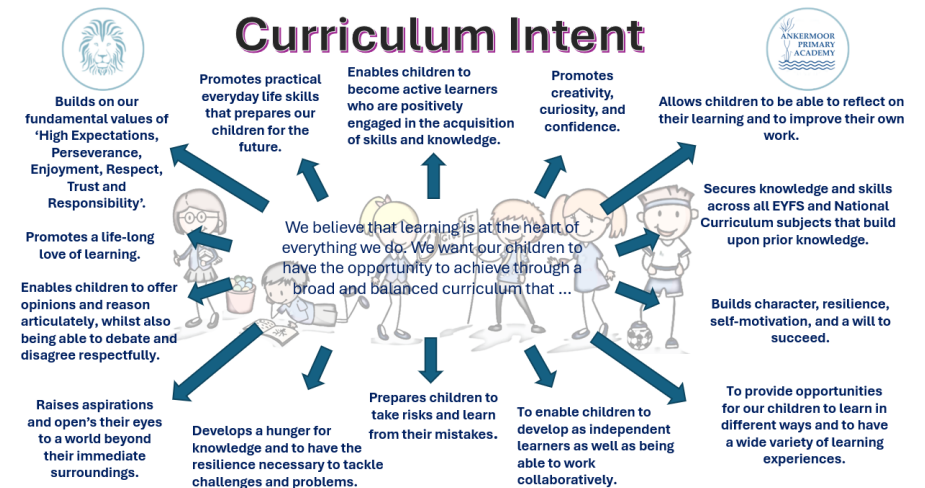 Curriculum Intent
ANKERMOOR
PRIMARY
ACADEMY
Builds on our
fundamental values of
‘High Expectations,
Perseverance,
Enjoyment, Respect,
Trust and
Responsibility’.
Promotes practical
everyday life skills
that prepares our
children for the
future.
Enables children to
become active learners
who are positively
engaged in the acquisition
of skills and knowledge.
Promotes
creativity,
curiosity, and
confidence.
Allows children to be able to reflect on
their learning and to improve their own
work.
Promotes a life-long
love of learning.
We believe that learning is at the heart of
everything we do. We want our children to
have the opportunity to achieve through a
broad and balanced curriculum that ...
Secures knowledge and skills
across all EYFS and National
Curriculum subjects that build
upon prior knowledge.
Enables children to offer
opinions and reason
articulately, whilst also
being able to debate and
disagree respectfully.
Builds character, resilience,
self-motivation, and a will to
succeed.
Raises aspirations
and open’s their eyes
to a world beyond
their immediate
surroundings.
Develops a hunger for
knowledge and to have the
resilience necessary to tackle
challenges and problems.
Prepares children to
take risks and learn
from their mistakes.
To enable children to
develop as independent
learners as well as being
able to work
collaboratively.
To provide opportunities
for our children to learn in
different ways and to have
a wide variety of learning
experiences.